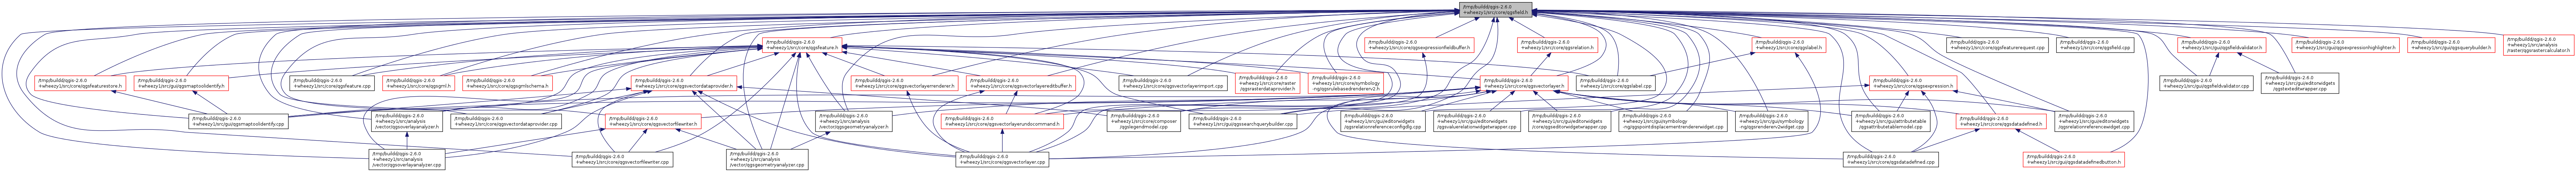 /tmp/buildd/qgis-2.6.0
+wheezy1/src/core/qgsfield.h
/tmp/buildd/qgis-2.6.0
+wheezy1/src/core/qgsfeature.h
/tmp/buildd/qgis-2.6.0
+wheezy1/src/core/qgsexpressionfieldbuffer.h
/tmp/buildd/qgis-2.6.0
+wheezy1/src/core/qgsrelation.h
/tmp/buildd/qgis-2.6.0
+wheezy1/src/core/qgslabel.h
/tmp/buildd/qgis-2.6.0
+wheezy1/src/core/qgsfeaturerequest.cpp
/tmp/buildd/qgis-2.6.0
+wheezy1/src/core/qgsfield.cpp
/tmp/buildd/qgis-2.6.0
+wheezy1/src/gui/qgsfieldvalidator.h
/tmp/buildd/qgis-2.6.0
+wheezy1/src/gui/qgsexpressionhighlighter.h
/tmp/buildd/qgis-2.6.0
+wheezy1/src/gui/qgsquerybuilder.h
/tmp/buildd/qgis-2.6.0
+wheezy1/src/analysis
/raster/qgsrastercalculator.h
/tmp/buildd/qgis-2.6.0
+wheezy1/src/core/qgsfeaturestore.h
/tmp/buildd/qgis-2.6.0
+wheezy1/src/gui/qgsmaptoolidentify.h
/tmp/buildd/qgis-2.6.0
+wheezy1/src/core/qgsfeature.cpp
/tmp/buildd/qgis-2.6.0
+wheezy1/src/core/qgsgml.h
/tmp/buildd/qgis-2.6.0
+wheezy1/src/core/qgsgmlschema.h
/tmp/buildd/qgis-2.6.0
+wheezy1/src/core/qgsvectordataprovider.h
/tmp/buildd/qgis-2.6.0
+wheezy1/src/core/qgsvectorlayerrenderer.h
/tmp/buildd/qgis-2.6.0
+wheezy1/src/core/qgsvectorlayereditbuffer.h
/tmp/buildd/qgis-2.6.0
+wheezy1/src/core/qgsvectorlayerimport.cpp
/tmp/buildd/qgis-2.6.0
+wheezy1/src/core/raster
/qgsrasterdataprovider.h
/tmp/buildd/qgis-2.6.0
+wheezy1/src/core/symbology
-ng/qgsrulebasedrendererv2.h
/tmp/buildd/qgis-2.6.0
+wheezy1/src/core/qgsvectorlayer.h
/tmp/buildd/qgis-2.6.0
+wheezy1/src/core/qgslabel.cpp
/tmp/buildd/qgis-2.6.0
+wheezy1/src/core/qgsexpression.h
/tmp/buildd/qgis-2.6.0
+wheezy1/src/gui/qgsfieldvalidator.cpp
/tmp/buildd/qgis-2.6.0
+wheezy1/src/gui/editorwidgets
/qgstexteditwrapper.cpp
/tmp/buildd/qgis-2.6.0
+wheezy1/src/gui/qgsmaptoolidentify.cpp
/tmp/buildd/qgis-2.6.0
+wheezy1/src/analysis
/vector/qgsoverlayanalyzer.h
/tmp/buildd/qgis-2.6.0
+wheezy1/src/core/qgsvectordataprovider.cpp
/tmp/buildd/qgis-2.6.0
+wheezy1/src/core/qgsvectorfilewriter.h
/tmp/buildd/qgis-2.6.0
+wheezy1/src/analysis
/vector/qgsgeometryanalyzer.h
/tmp/buildd/qgis-2.6.0
+wheezy1/src/core/qgsvectorlayerundocommand.h
/tmp/buildd/qgis-2.6.0
+wheezy1/src/core/composer
/qgslegendmodel.cpp
/tmp/buildd/qgis-2.6.0
+wheezy1/src/gui/qgssearchquerybuilder.cpp
/tmp/buildd/qgis-2.6.0
+wheezy1/src/gui/editorwidgets
/qgsrelationreferenceconfigdlg.cpp
/tmp/buildd/qgis-2.6.0
+wheezy1/src/gui/editorwidgets
/qgsvaluerelationwidgetwrapper.cpp
/tmp/buildd/qgis-2.6.0
+wheezy1/src/gui/editorwidgets
/core/qgseditorwidgetwrapper.cpp
/tmp/buildd/qgis-2.6.0
+wheezy1/src/gui/symbology
-ng/qgspointdisplacementrendererwidget.cpp
/tmp/buildd/qgis-2.6.0
+wheezy1/src/gui/symbology
-ng/qgsrendererv2widget.cpp
/tmp/buildd/qgis-2.6.0
+wheezy1/src/gui/attributetable
/qgsattributetablemodel.cpp
/tmp/buildd/qgis-2.6.0
+wheezy1/src/core/qgsdatadefined.h
/tmp/buildd/qgis-2.6.0
+wheezy1/src/gui/editorwidgets
/qgsrelationreferencewidget.cpp
/tmp/buildd/qgis-2.6.0
+wheezy1/src/analysis
/vector/qgsoverlayanalyzer.cpp
/tmp/buildd/qgis-2.6.0
+wheezy1/src/core/qgsvectorfilewriter.cpp
/tmp/buildd/qgis-2.6.0
+wheezy1/src/analysis
/vector/qgsgeometryanalyzer.cpp
/tmp/buildd/qgis-2.6.0
+wheezy1/src/core/qgsvectorlayer.cpp
/tmp/buildd/qgis-2.6.0
+wheezy1/src/core/qgsdatadefined.cpp
/tmp/buildd/qgis-2.6.0
+wheezy1/src/gui/qgsdatadefinedbutton.h